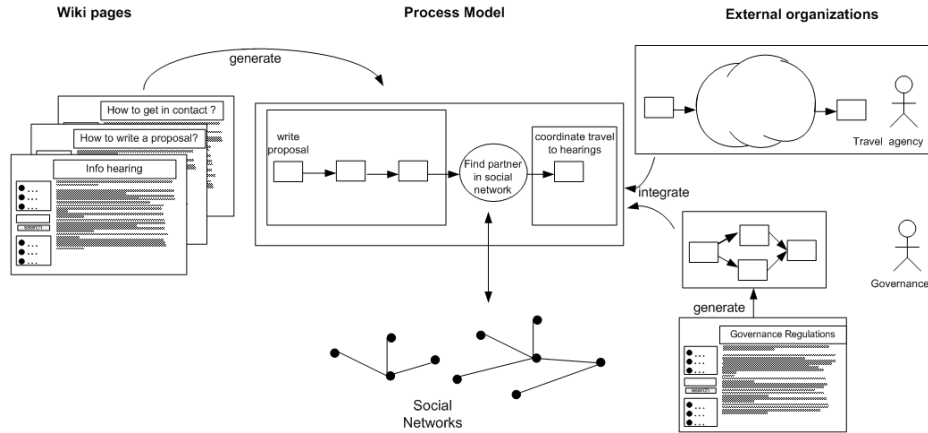 Wiki pages
Process Model
External organizations
generate
How to get in contact ?
How to write a proposal?
Info hearing
...
...
...
search
...
...
...
write
proposal
Find partner
in social
network
coordinate travel
to hearings
Travel agency
integrate
Governance
generate
Governance Regulations
...
...
...
search
...
...
...
Social
Networks